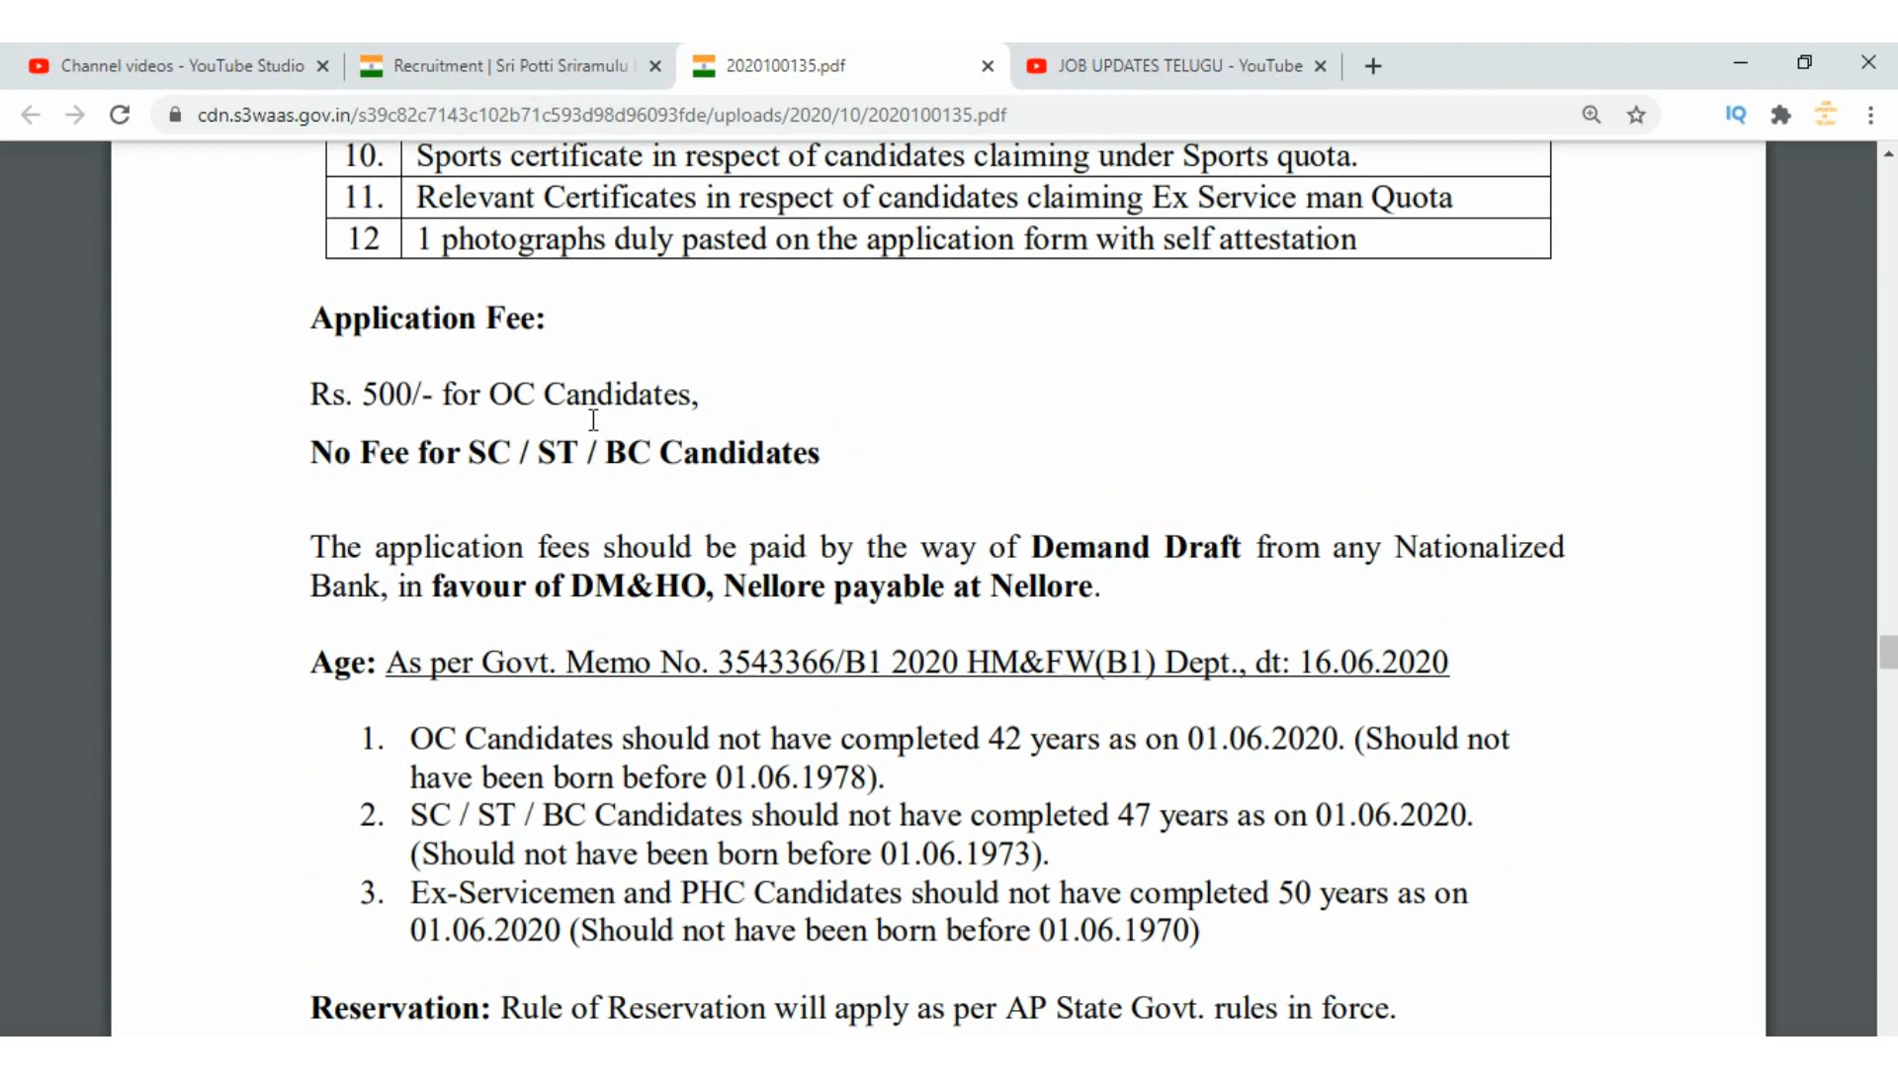 Channel videos - YouTube Studio
Recruitment | Sri Potti Sriramulu
2020100135.pdf
JOB UPDATES TELUGU - YouTube
cdn.s3waas.gov.in/s39c82c7143c102b71c593d98d96093fde/uploads/2020/10/2020100135.pdf
IQ
10. Sports certificate in respect of candidates claiming under Sports quota.
11. Relevant Certificates in respect of candidates claiming Ex Service man Quota
12 1 photographs duly pasted on the application form with self attestation
Application Fee:
Rs. 500/- for OC Candidates,
No Fee for SC / ST / BC Candidates
The application fees should be paid by the way of Demand Draft from any Nationalized
Bank, in favour of DM&HO, Nellore payable at Nellore.
Age: As per Govt. Memo No. 3543366/B1 2020 HM&FW(B1) Dept., dt: 16.06.2020
1. OC Candidates should not have completed 42 years as on 01.06.2020. (Should not
have been born before 01.06.1978).
2. SC / ST / BC Candidates should not have completed 47 years as on 01.06.2020.
(Should not have been born before 01.06.1973).
3. Ex-Servicemen and PHC Candidates should not have completed 50 years as on
01.06.2020 (Should not have been born before 01.06.1970)
Reservation: Rule of Reservation will apply as per AP State Govt. rules in force.